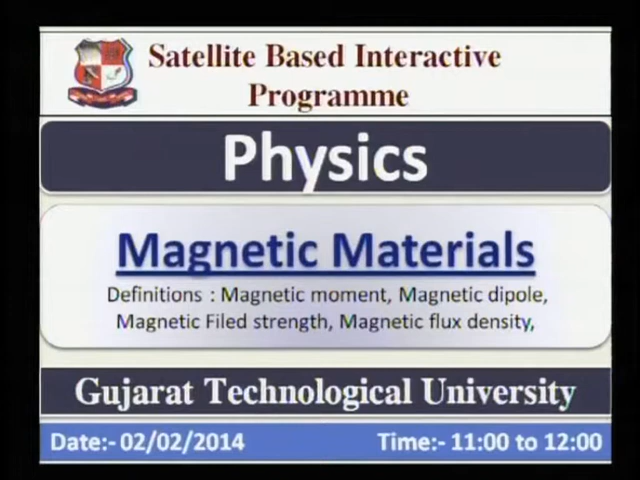 Satellite Based Interactive
Programme
Physics
Magnetic Materials
Definitions : Magnetic moment, Magnetic dipole,
Magnetic Filed strength, Magnetic flux density,
Gujarat Technological University
Date:- 02/02/2014 Time:- 11:00 to 12:00